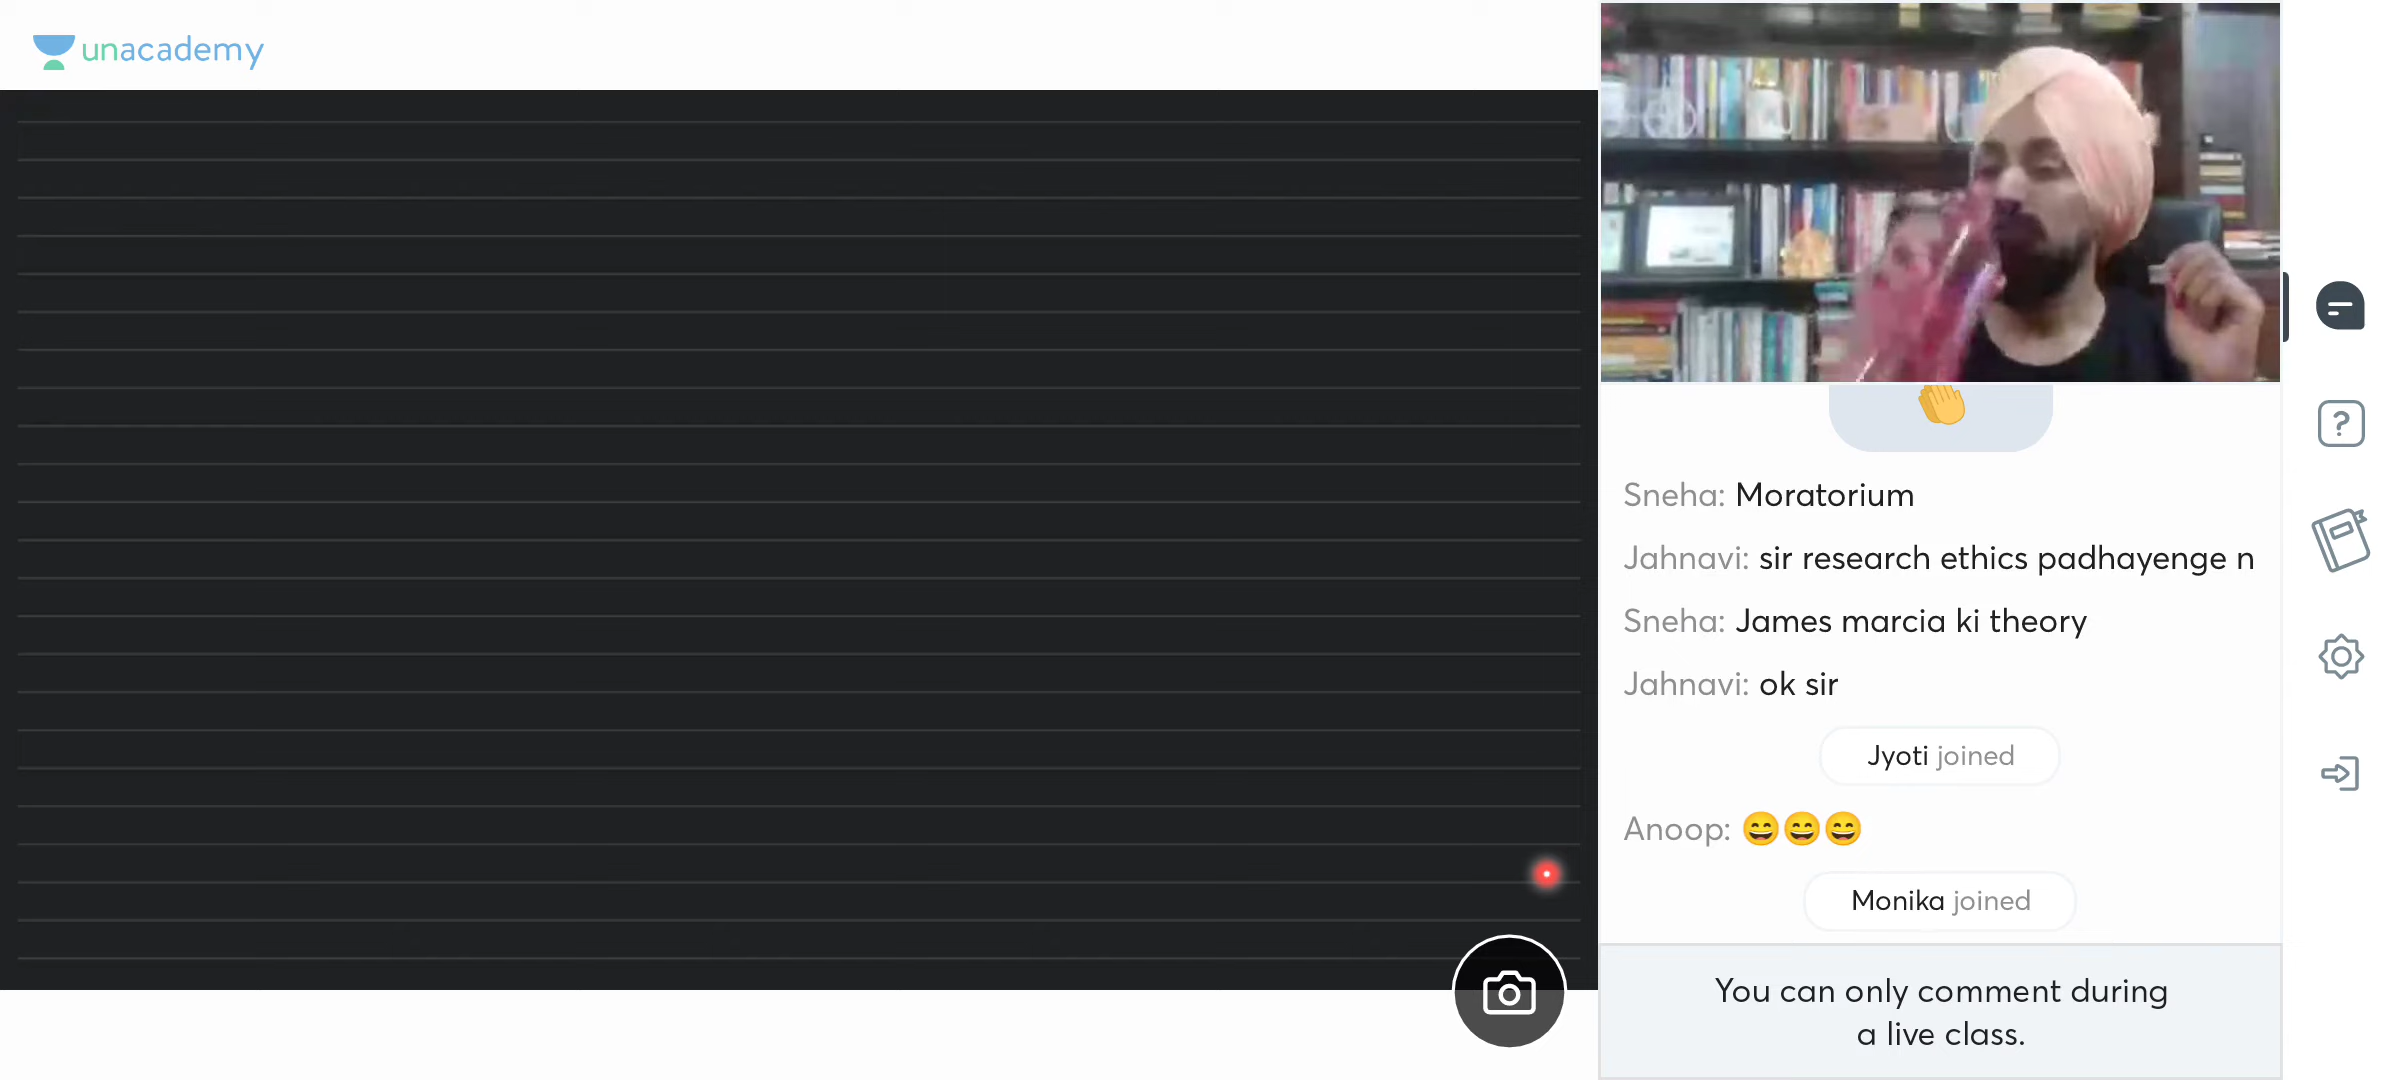 unacademy
Sneha: Moratorium
Jahnavi: sir research ethics padhayenge n
Sneha: James marcia ki theory
Jahnavi: ok sir
Jyoti joined
Anoop: 😄😄😄
Monika joined
You can only comment during
a live class.